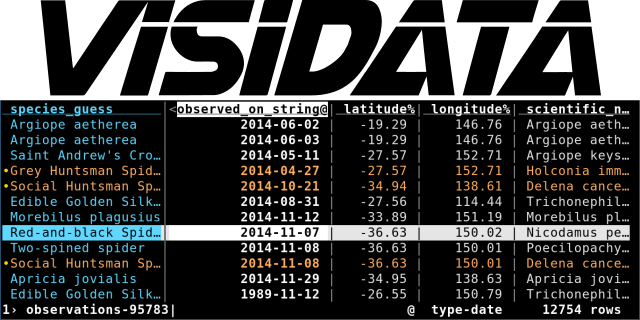 VISIDATA
species_guess <observed_on_string@| latitude%| longitude%| scientific_n…
Argiope aetherea 2014-06-02 | -19.29 | 146.76 | Argiope aeth…
Argiope aetherea 2014-06-03 | -19.29 | 146.76 | Argiope aeth…
Saint Andrew's Cro… 2014-05-11 | -27.57 | 152.71 | Argiope keys…
•Grey Huntsman Spid… 2014-04-27 | -27.57 | 152.71 | Holconia imm…
•Social Huntsman Sp… 2014-10-21 | -34.94 | 138.61 | Delena cance…
Edible Golden Silk… 2014-08-31 | -27.56 | 114.44 | Trichonephil…
Morebilus plagusius 2014-11-12 | -33.89 | 151.19 | Morebilus pl…
Red-and-black Spid… 2014-11-07 | -36.63 | 150.02 | Nicodamus pe…
Two-spined spider 2014-11-08 | -36.63 | 150.01 | Poecilopachy…
•Social Huntsman Sp… 2014-11-08 | -36.63 | 150.01 | Delena cance…
Apricia jovialis 2014-11-29 | -34.95 | 138.63 | Apricia jovi…
Edible Golden Silk… 1989-11-12 | -26.55 | 150.79 | Trichonephil…
1› observations-95783| @ type-date 12754 rows